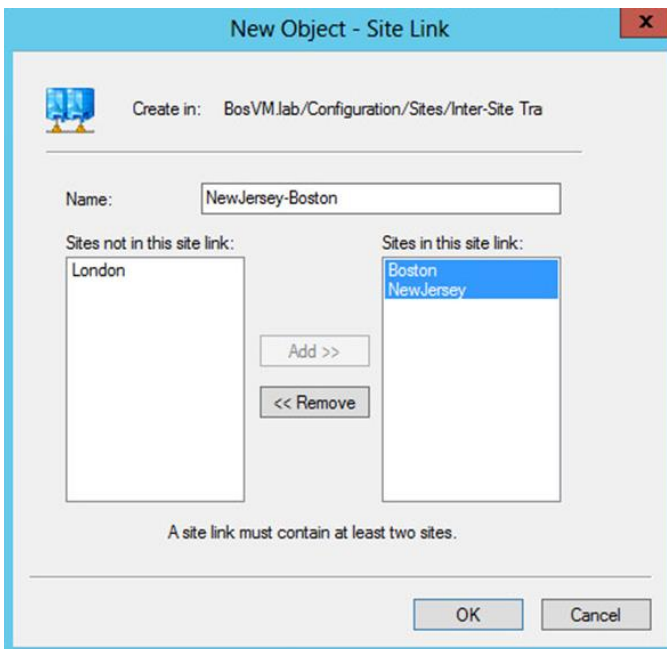 New Object - Site Link
x
Create in: BosVM.lab/Configuration/Sites/Inter-Site Tra
Name: NewJersey-Boston
Sites not in this site link: Sites in this site link:
London Boston
NewJersey
Add >>
<< Remove
A site link must contain at least two sites.
OK Cancel